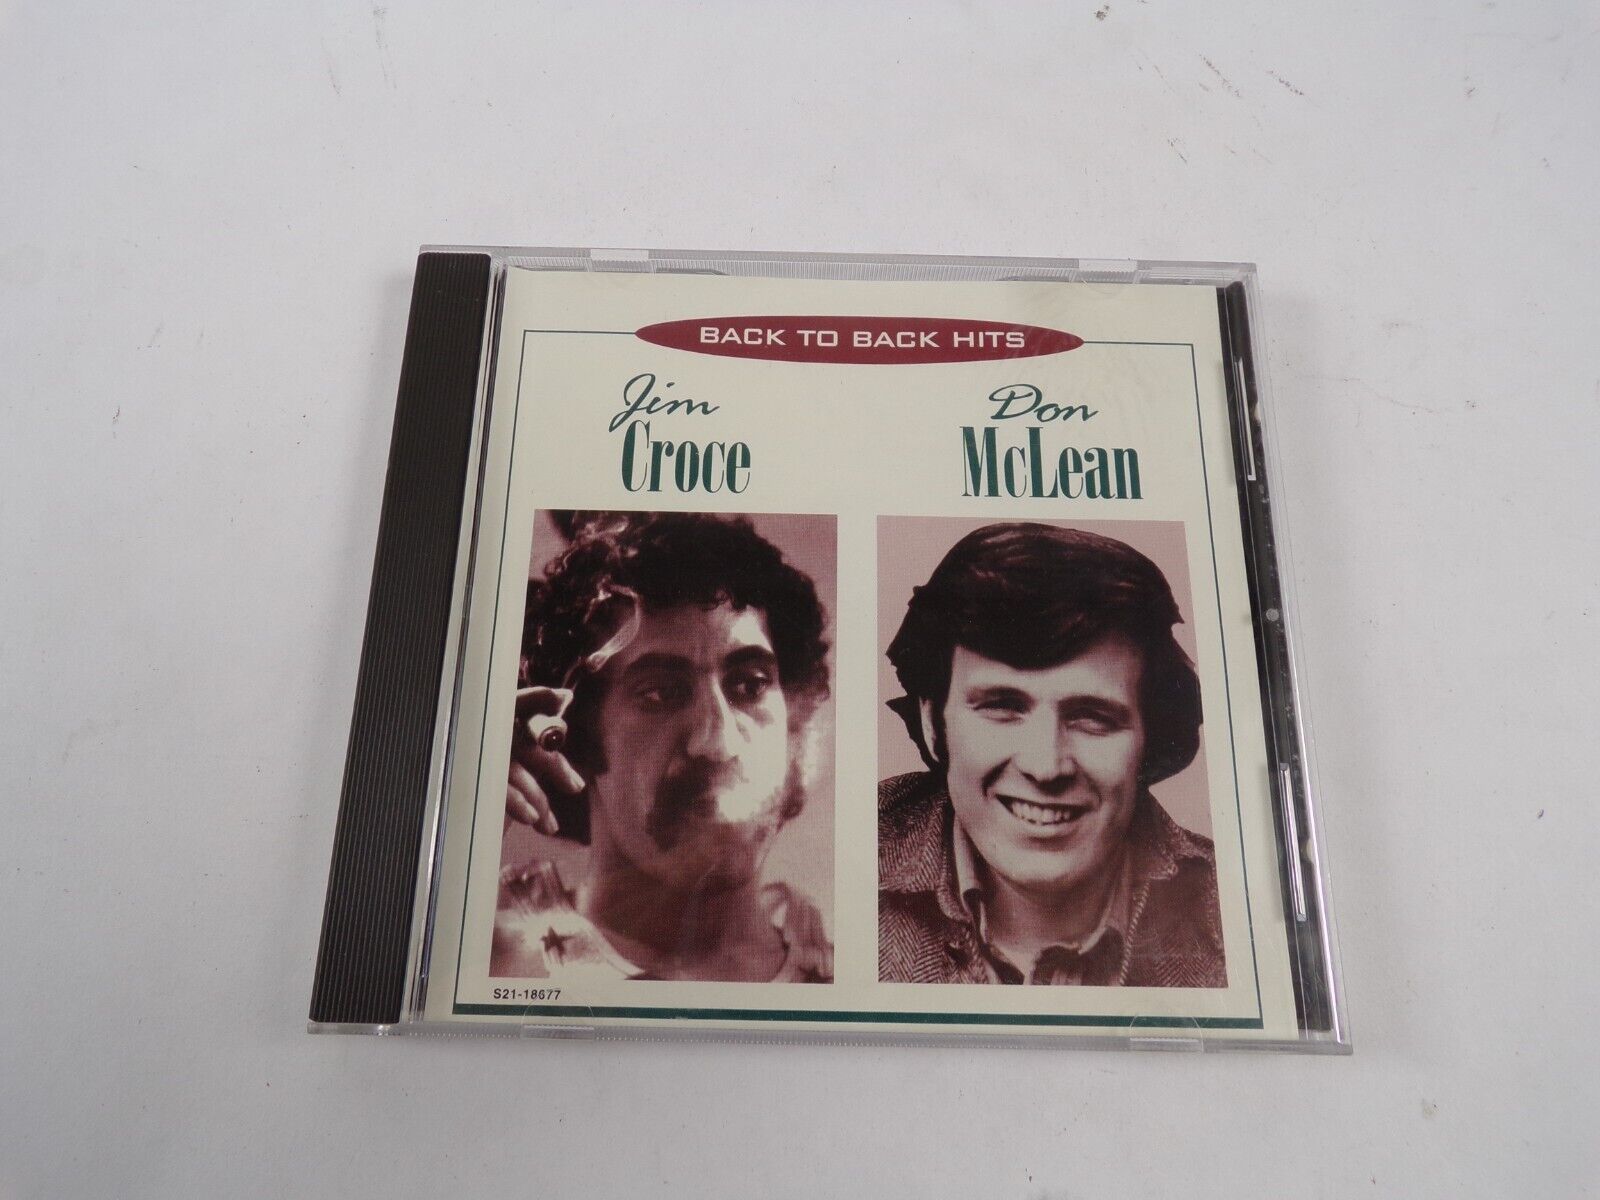 BACK TO BACK HITS
Jim
Croce
Don
McLean
S21-18677